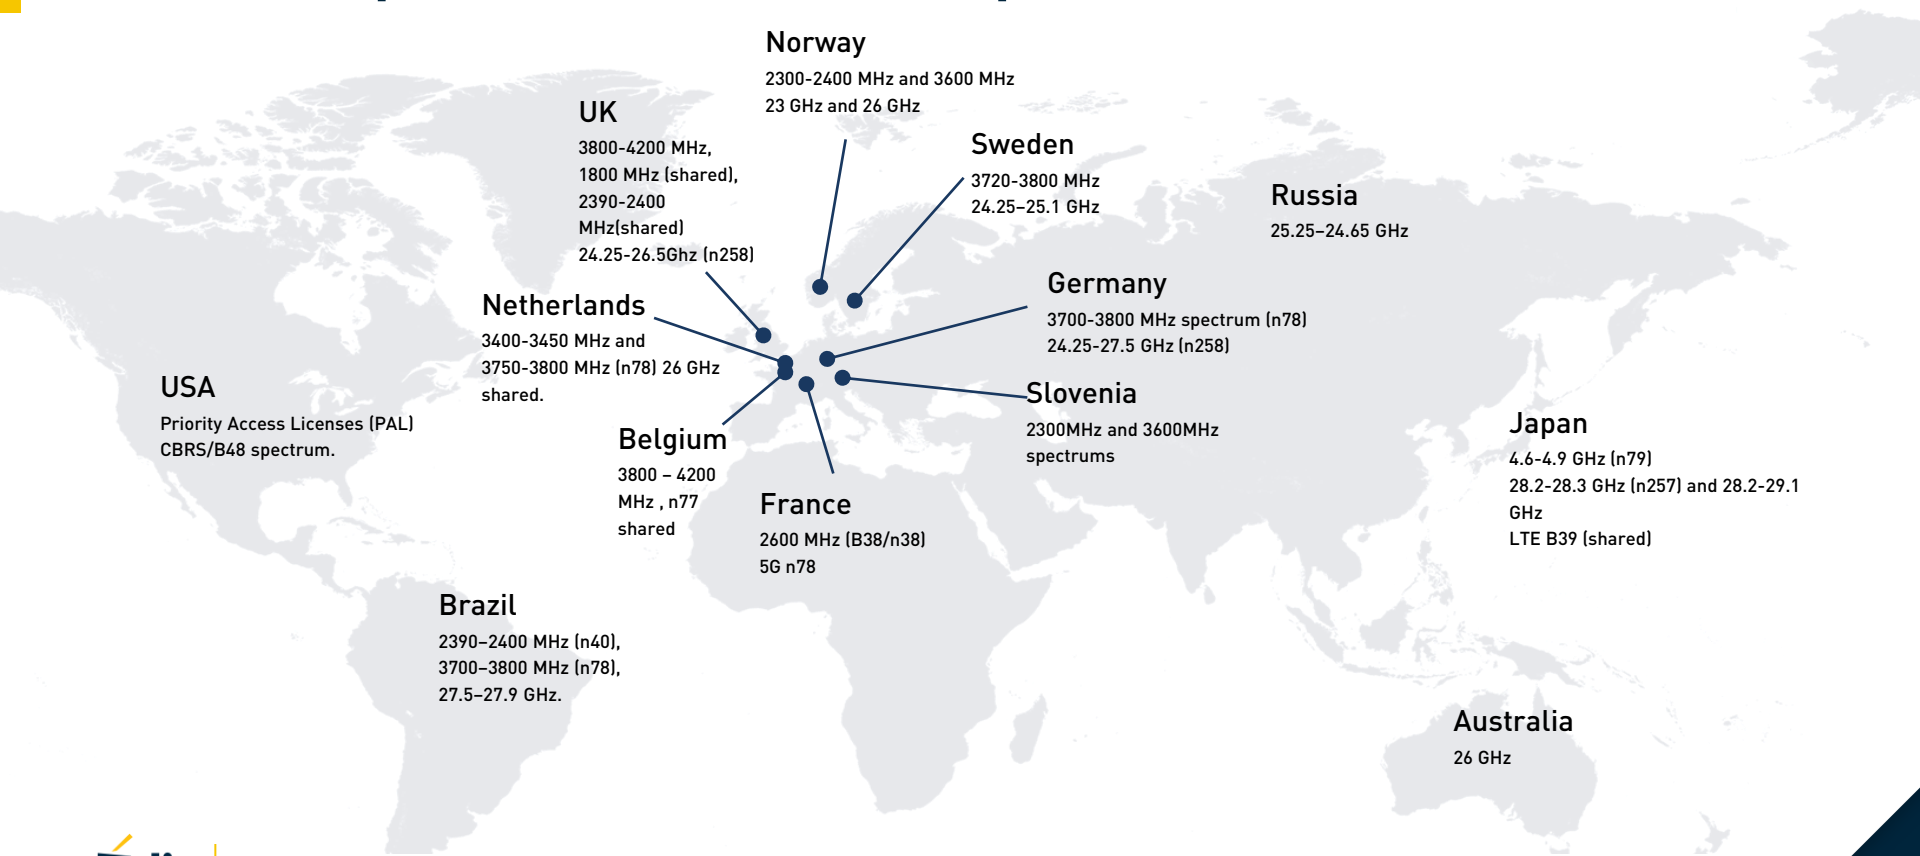 Norway
2300-2400 MHz and 3600 MHz
23 GHz and 26 GHz
UK
3800-4200 MHz,
1800 MHz (shared),
2390-2400
MHz(shared)
24.25-26.5Ghz (n258)
Sweden
3720-3800 MHz
24.25–25.1 GHz
Russia
25.25–24.65 GHz
Netherlands
3400-3450 MHz and
3750-3800 MHz (n78) 26 GHz
shared.
Germany
3700-3800 MHz spectrum (n78)
24.25-27.5 GHz (n258)
USA
Priority Access Licenses (PAL)
CBRS/B48 spectrum.
Belgium
3800 – 4200
MHz , n77
shared
Slovenia
2300MHz and 3600MHz
spectrums
France
2600 MHz (B38/n38)
5G n78
Japan
4.6-4.9 GHz (n79)
28.2-28.3 GHz (n257) and 28.2-29.1
GHz
LTE B39 (shared)
Brazil
2390–2400 MHz (n40),
3700–3800 MHz (n78),
27.5–27.9 GHz.
Australia
26 GHz